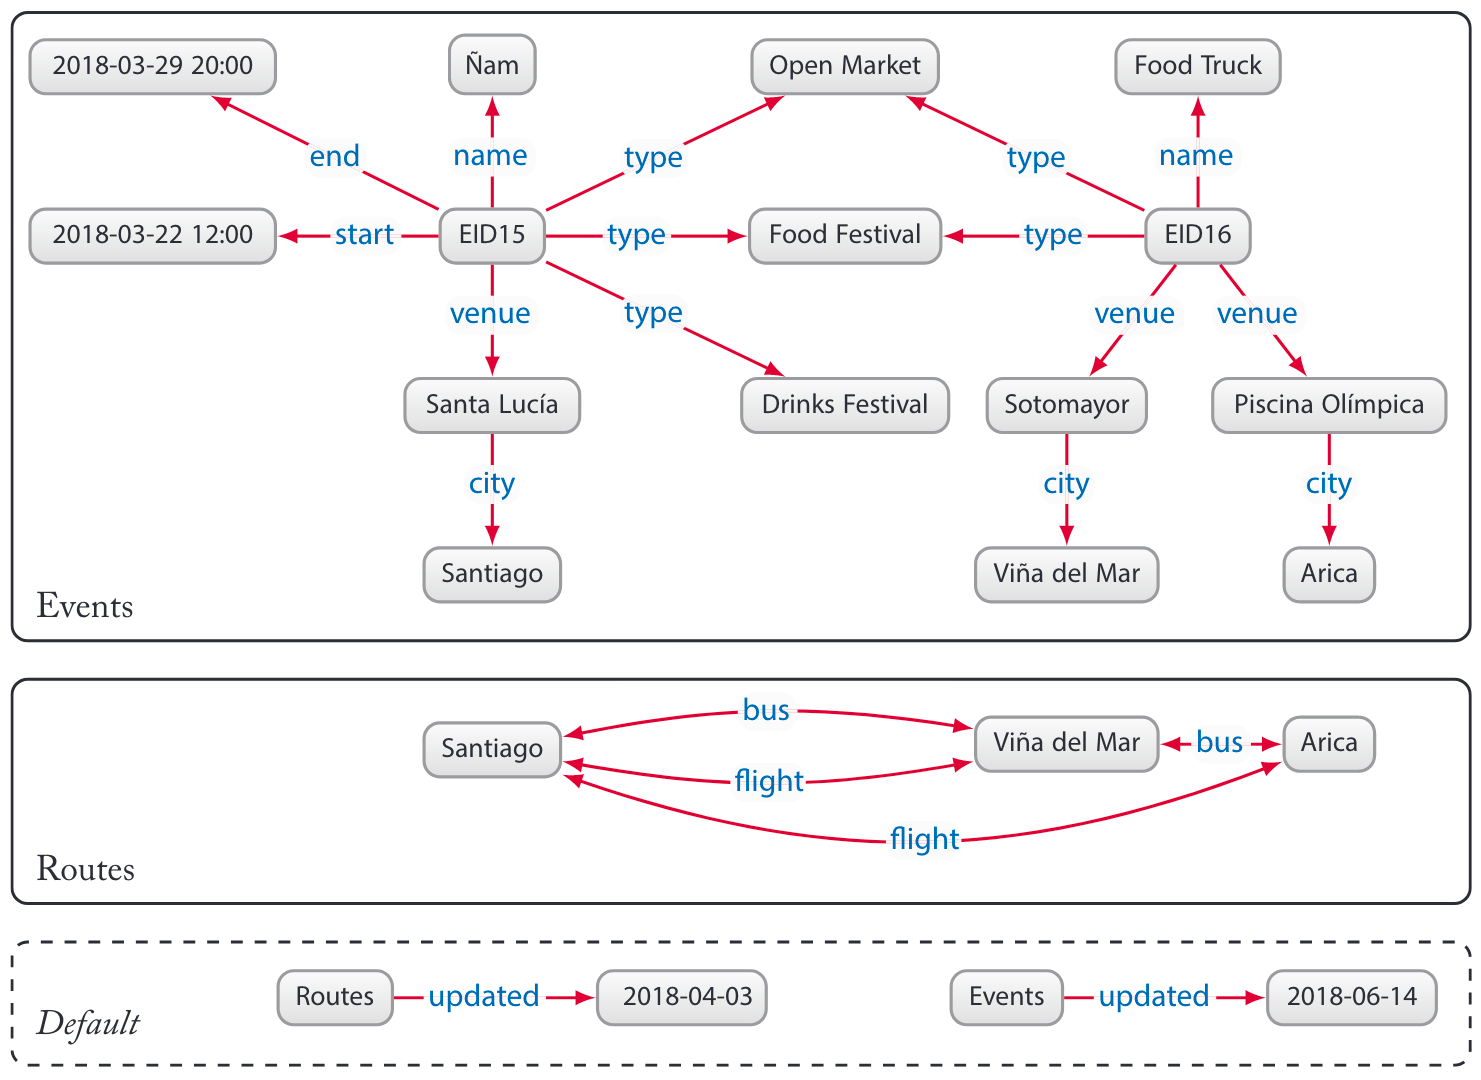 2018-03-29 20:00
Ñam
Open Market
Food Truck
end
name
type
type
name
2018-03-22 12:00
start
EID15
type
Food Festival
type
EID16
venue
type
venue
venue
Santa Lucía
Drinks Festival
Sotomayor
Piscina Olímpica
city
city
city
Santiago
Viña del Mar
Arica
Events
bus
Santiago
Viña del Mar
bus
Arica
flight
flight
Routes
Routes
updated
2018-04-03
Events
updated
2018-06-14
Default